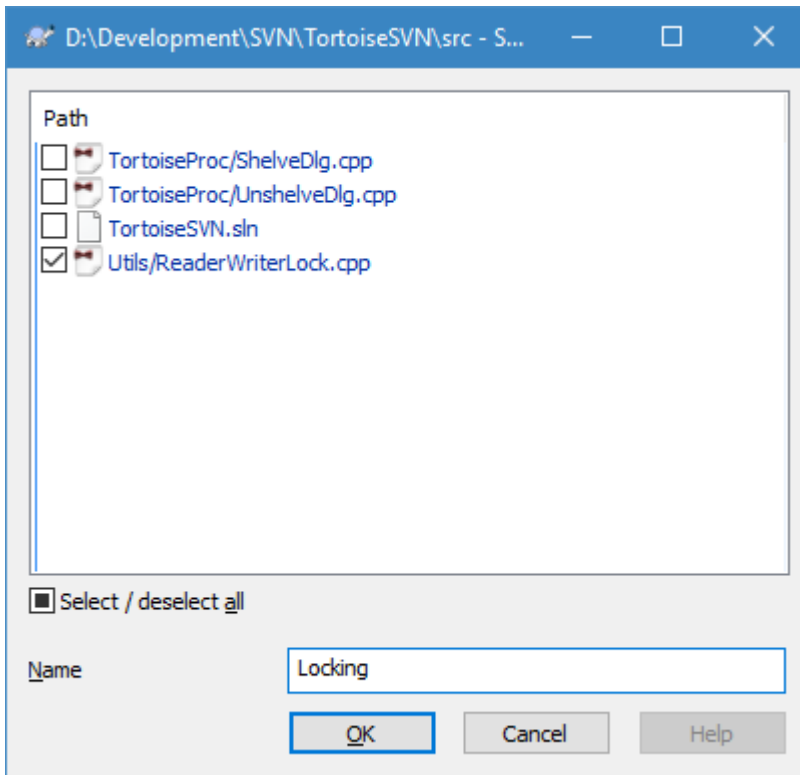 D:\Development\SVN\TortoiseSVN\src - S...
Path
TortoiseProc/ShelveDlg.cpp
TortoiseProc/UnshelveDlg.cpp
TortoiseSVN.sln
Utils/ReaderWriterLock.cpp
Select / deselect all
Name Locking
OK Cancel Help